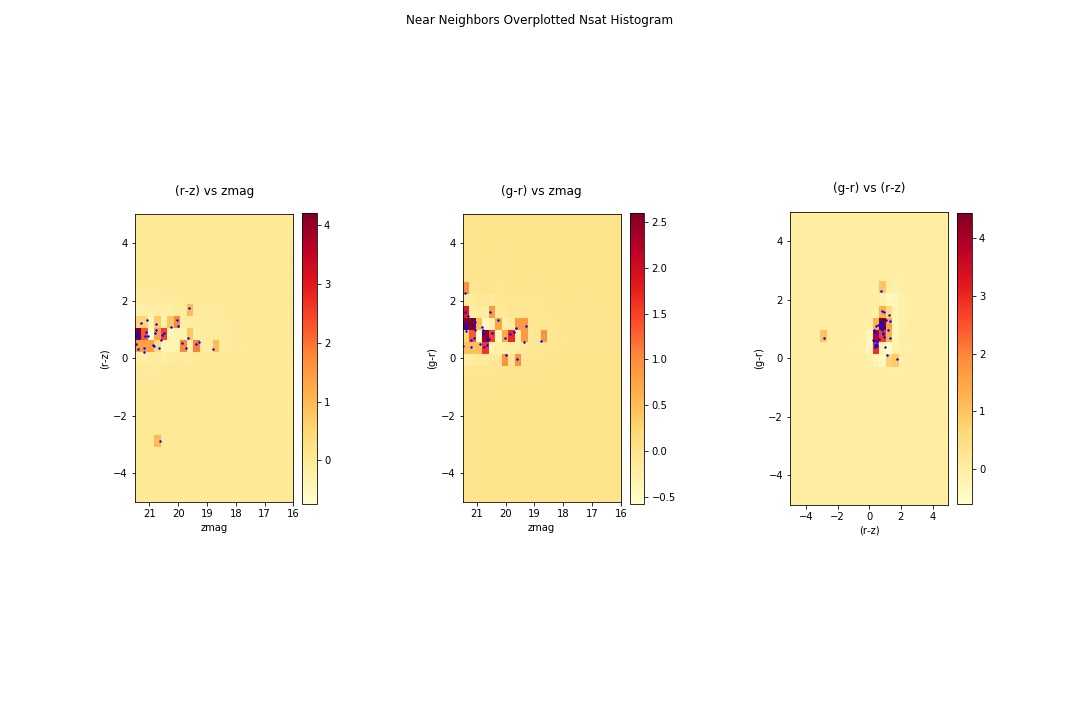 Near Neighbors Overplotted Nsat Histogram
(r-z) vs zmag
(r-z)
4
2
0
−2
−4
21 20 19 18 17 16
zmag
4
3
2
1
0
(g-r) vs zmag
(g-r)
4
2
0
−2
−4
21 20 19 18 17 16
zmag
2.5
2.0
1.5
1.0
0.5
0.0
−0.5
(g-r) vs (r-z)
(g-r)
4
2
0
−2
−4
−4 −2 0 2 4
(r-z)
4
3
2
1
0